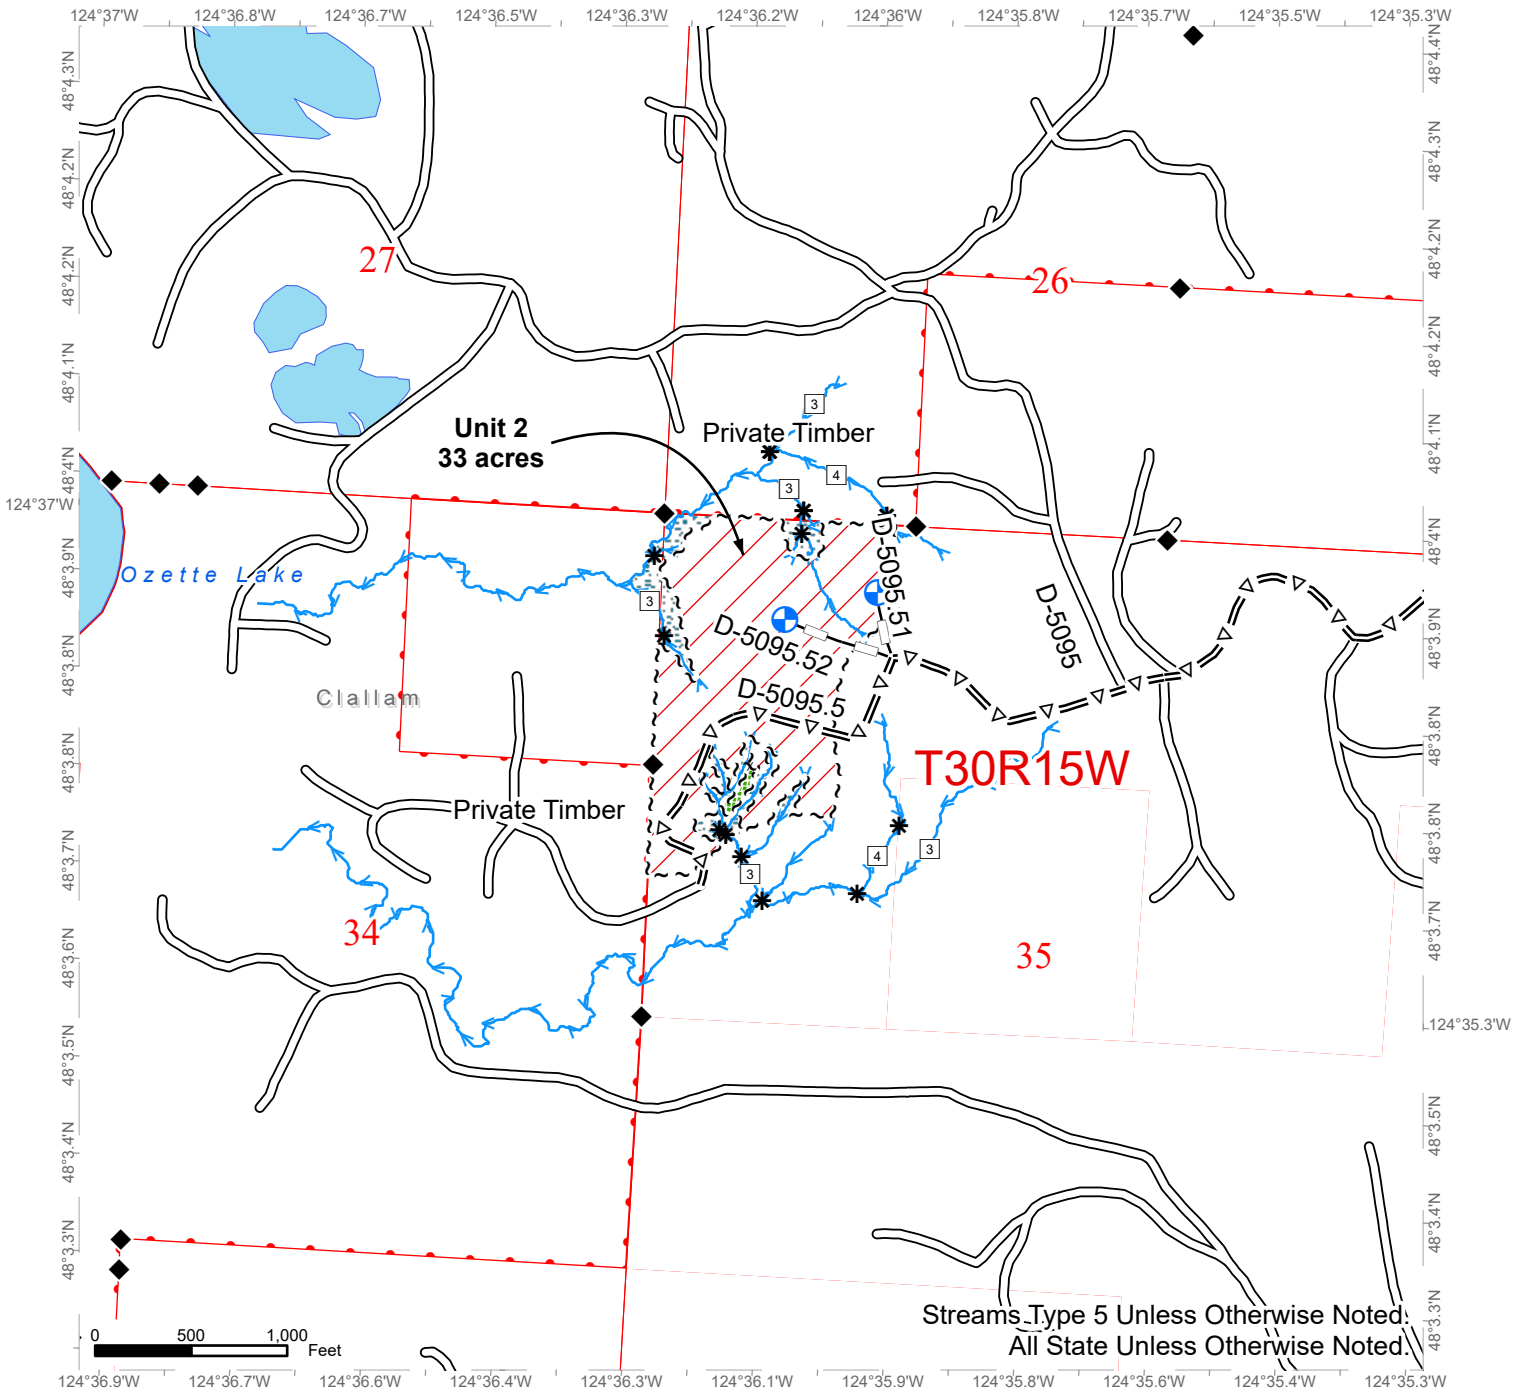 124°37'W 124°36.8'W 124°36.7'W 124°36.5'W 124°36.3'W 124°36.2'W 124°36'W 124°35.8'W 124°35.7'W 124°35.5'W 124°35.3'W
48°4.3'N
48°4.2'N
48°4.2'N
48°4.1'N
48°4'N
124°37'W
48°3.9'N
48°3.8'N
48°3.8'N
48°3.7'N
48°3.6'N
48°3.5'N
48°3.4'N
48°3.3'N
48°4.4'N
48°4.3'N
48°4.2'N
48°4.2'N
48°4.1'N
48°4'N
48°3.9'N
48°3.8'N
48°3.8'N
48°3.7'N
124°35.3'W
48°3.5'N
48°3.4'N
48°3.3'N
27
26
3
Unit 2
33 acres
Private Timber
4
3
D-5095.51
Ozette Lake
3
D-5095
D-5095.52
Clallam
D-5095.5
T30R15W
Private Timber
3
4
3
34
35
Streams Type 5 Unless Otherwise Noted.
All State Unless Otherwise Noted.
0 500 1,000
Feet
124°36.9'W 124°36.7'W 124°36.6'W 124°36.4'W 124°36.3'W 124°36.1'W 124°35.9'W 124°35.8'W 124°35.6'W 124°35.4'W 124°35.3'W